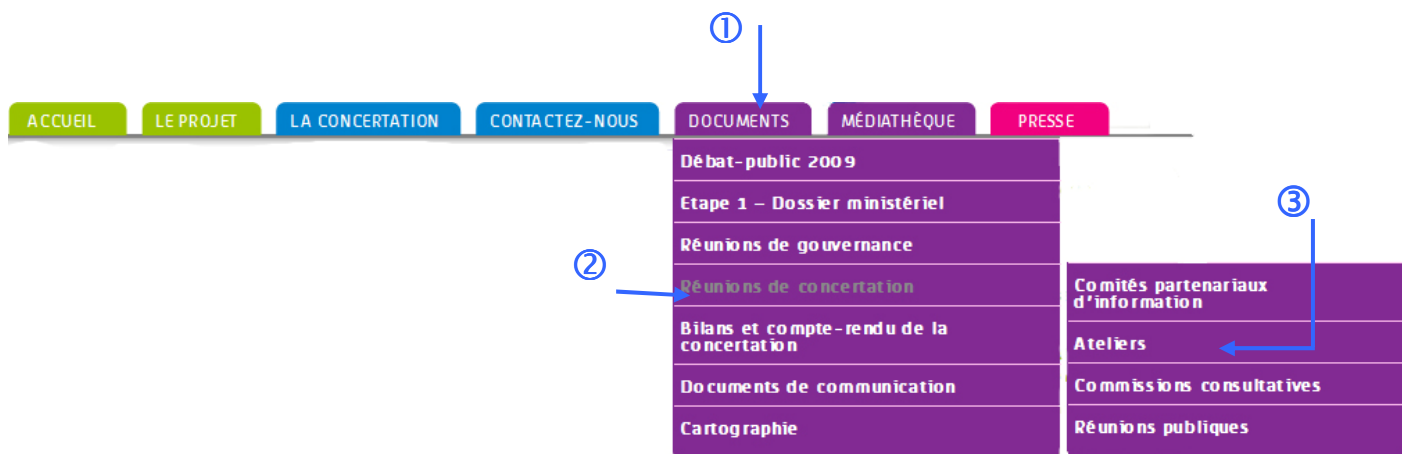 ①
ACCUEIL LE PROJET LA CONCERTATION CONTACTEZ-NOUS DOCUMENTS MÉDIATHÈQUE PRESSE
Débat-public 2009
Etape 1 – Dossier ministériel
③
Réunions de gouvernance
②
Réunions de concertation
Comités partenariaux
d'information
Bilans et compte-rendu de la
concertation
Ateliers
Documents de communication
Commissions consultatives
Cartographie
Réunions publiques